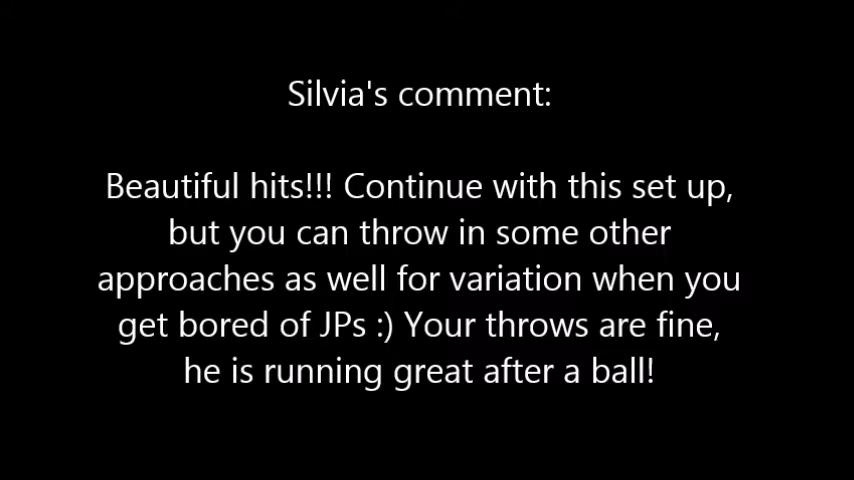 Silvia's comment:
Beautiful hits!!! Continue with this set up,
but you can throw in some other
approaches as well for variation when you
get bored of JPs :) Your throws are fine,
he is running great after a ball!